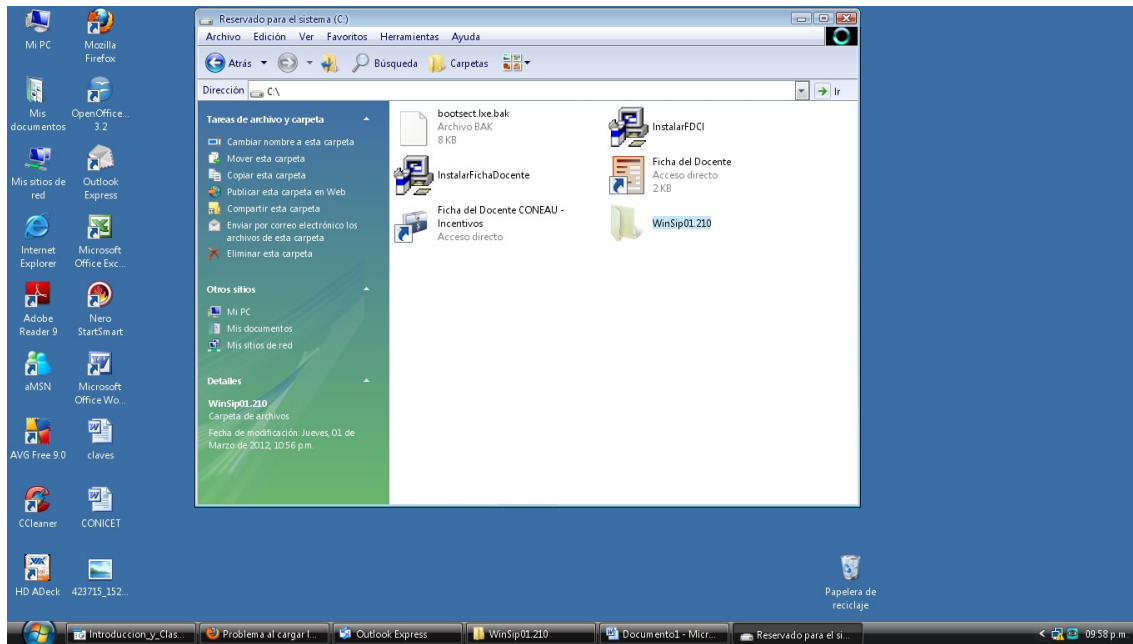 Mi PC
Mozilla
Firefox
Mis
documentos
OpenOffice...
3.2
Mis sitios de
red
Outlook
Express
Internet
Explorer
Microsoft
Office Exc...
Adobe
Reader 9
Nero
StartSmart
aMSN
Microsoft
Office Wo...
AVG Free 9.0
claves
CCleaner
CONICET
HD ADeck
423715_152...
Reservado para el sistema (C:)
Archivo Edición Ver Favoritos Herramientas Ayuda
Atrás Búsqueda Carpetas
Dirección C:\ Ir
Tareas de archivo y carpeta
Cambiar nombre a esta carpeta
Mover esta carpeta
Copiar esta carpeta
Publicar esta carpeta en Web
Compartir esta carpeta
Enviar por correo electrónico los
archivos de esta carpeta
Eliminar esta carpeta
Otros sitios
Mi PC
Mis documentos
Mis sitios de red
Detalles
WinSip01.210
Carpeta de archivos
Fecha de modificación: Jueves, 01 de
Marzo de 2012, 10:56 p.m.
bootsect.lxe.bak
Archivo BAK
8 KB
InstalarFDCI
InstalarFichaDocente
Ficha del Docente
Acceso directo
2 KB
Ficha del Docente CONEAU -
Incentivos
Acceso directo
WinSip01.210
Papelera de
reciclaje
Introduccion_y_Clas...
Problema al cargar l...
Outlook Express
WinSip01.210
Documento1 - Micr...
Reservado para el si...
09:58 p.m.